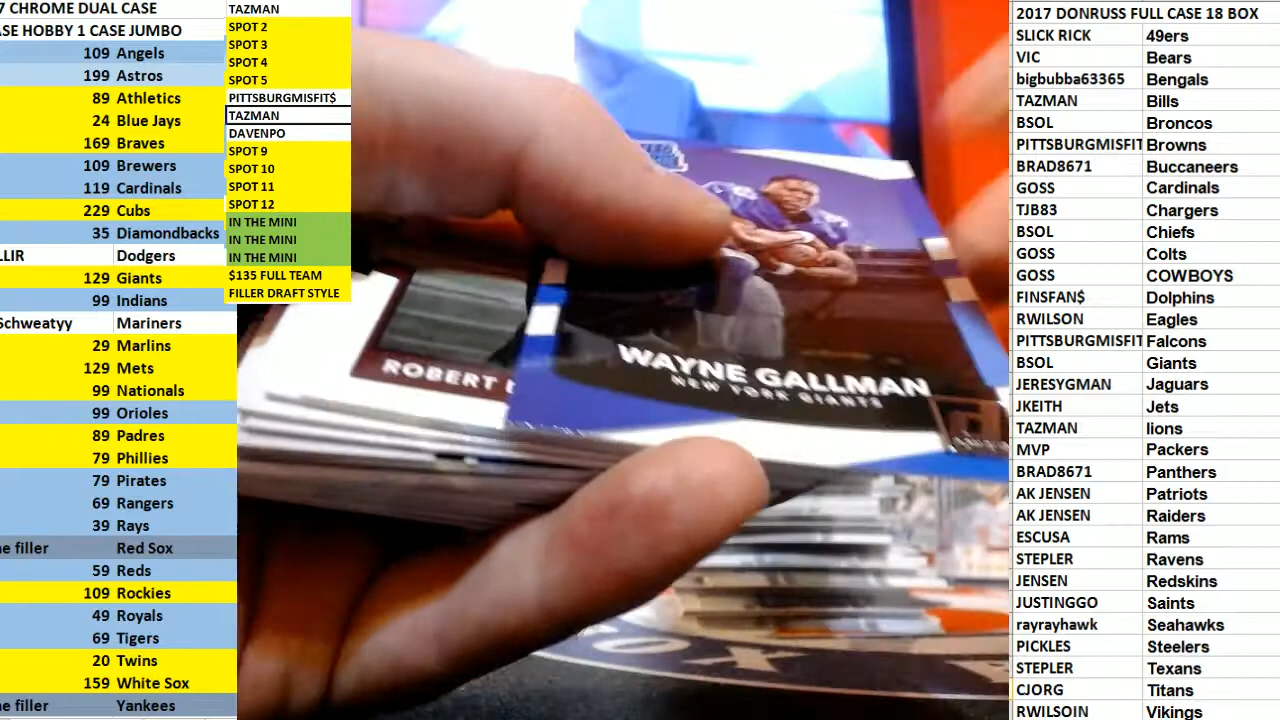 7 CHROME DUAL CASE
ASE HOBBY 1 CASE JUMBO
109 Angels
199 Astros
89 Athletics
24 Blue Jays
169 Braves
109 Brewers
119 Cardinals
229 Cubs
35 Diamondbacks
LLIR Dodgers
129 Giants
99 Indians
Schweatyy Mariners
29 Marlins
129 Mets
99 Nationals
99 Orioles
89 Padres
79 Phillies
79 Pirates
69 Rangers
39 Rays
ne filler Red Sox
59 Reds
109 Rockies
49 Royals
69 Tigers
20 Twins
159 White Sox
ne filler Yankees
TAZMAN
SPOT 2
SPOT 3
SPOT 4
SPOT 5
PITTSBURGMISFIT$
TAZMAN
DAVENPO
SPOT 9
SPOT 10
SPOT 11
SPOT 12
IN THE MINI
IN THE MINI
IN THE MINI
$135 FULL TEAM
FILLER DRAFT STYLE
ROBERT
WAYNE GALLMAN
NEW YORK GIANTS
2017 DONRUSS FULL CASE 18 BOX
SLICK RICK 49ers
VIC Bears
bigbubba63365 Bengals
TAZMAN Bills
BSOL Broncos
PITTSBURGMISFIT Browns
BRAD8671 Buccaneers
GOSS Cardinals
TJB83 Chargers
BSOL Chiefs
GOSS Colts
GOSS COWBOYS
FINSFAN$ Dolphins
RWILSON Eagles
PITTSBURGMISFIT Falcons
BSOL Giants
JERESYGMAN Jaguars
JKEITH Jets
TAZMAN lions
MVP Packers
BRAD8671 Panthers
AK JENSEN Patriots
AK JENSEN Raiders
ESCUSA Rams
STEPLER Ravens
JENSEN Redskins
JUSTINGGO Saints
rayrayhawk Seahawks
PICKLES Steelers
STEPLER Texans
CJORG Titans
RWILSOIN Vikings